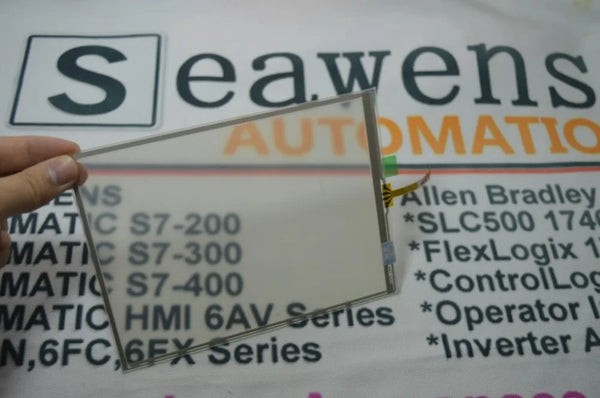 S Seawens
AUTOMATIO
ENS
MATIC S7-200
MATIC S7-300
MATIC S7-400
MATIC HMI 6AV Series
N,6FC,6FX Series
Allen Bradley
*SLC500 174
*FlexLogix 1
*ControlLog
*Operator I
*Inverter A